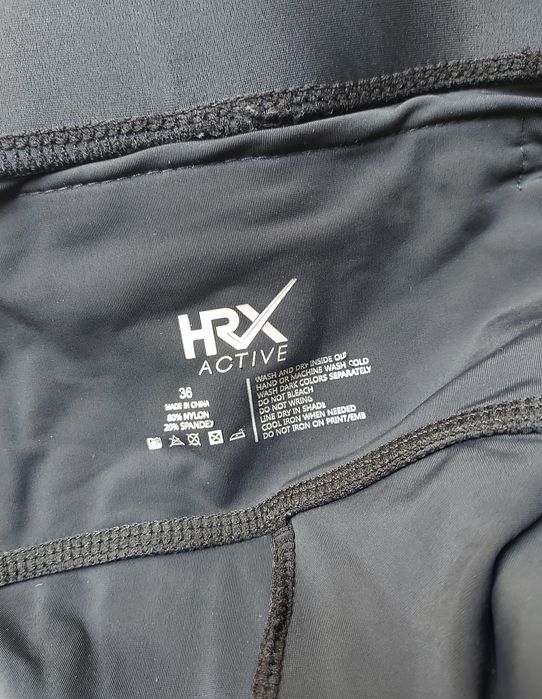 HRX
ACTIVE
36
MADE IN CHINA
80% NYLON
20% SPANDEX
WASH AND DRY INSIDE OUT
HAND OR MACHINE WASH COLD
WASH DARK COLORS SEPARATELY
DO NOT BLEACH
DO NOT WRING
LINE DRY IN SHADE
COOL IRON WHEN NEEDED
DO NOT IRON ON PRINT/EMB